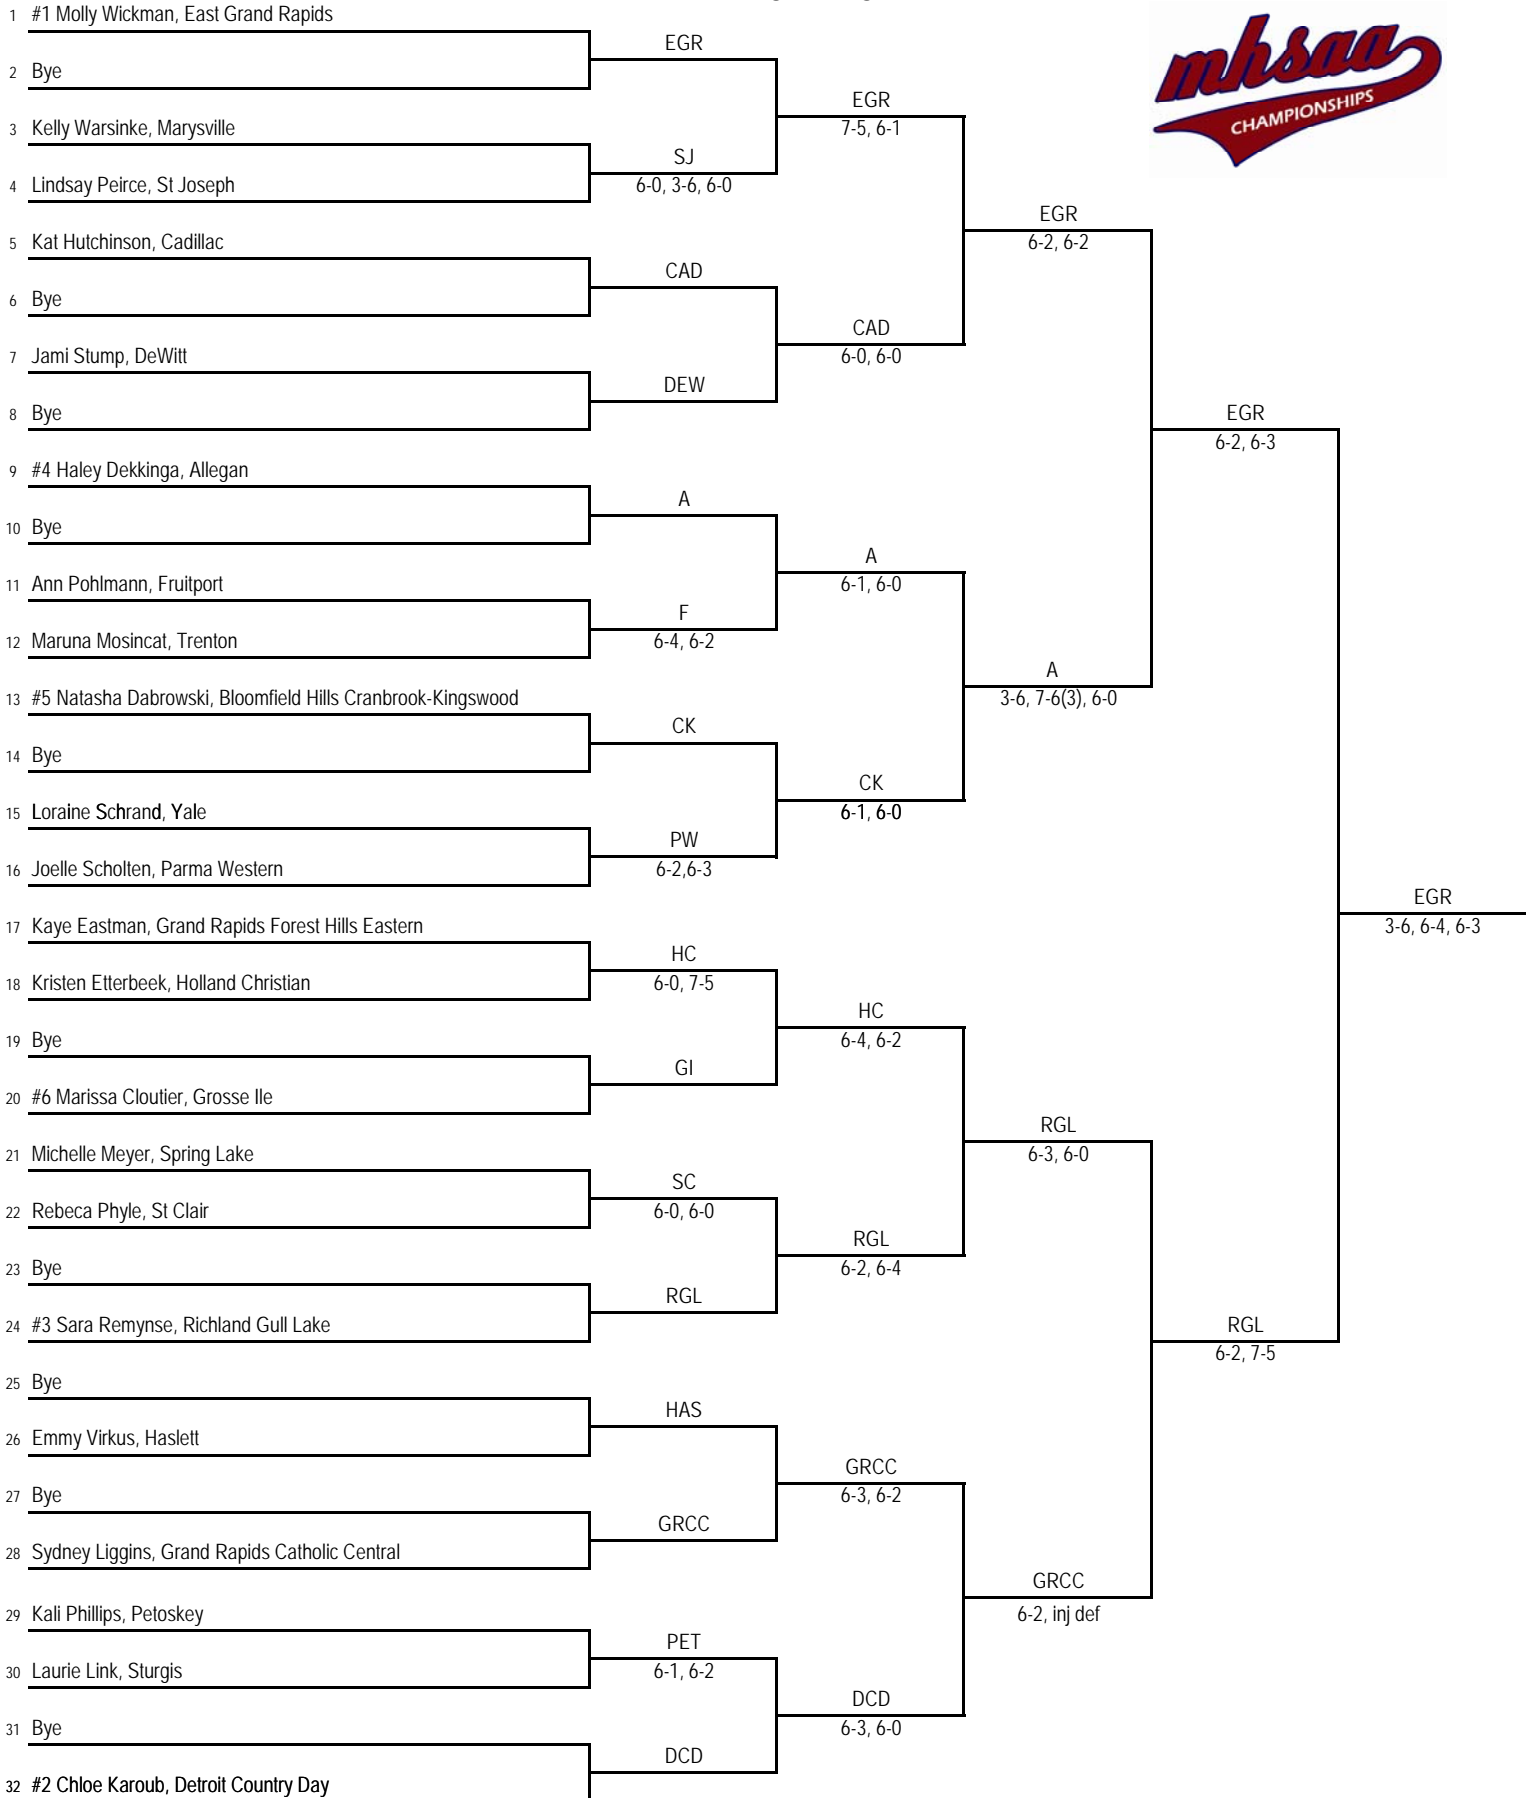 1 #1 Molly Wickman, East Grand Rapids
EGR
2 Bye
EGR
7-5, 6-1
3 Kelly Warsinke, Marysville
SJ
6-0, 3-6, 6-0
4 Lindsay Peirce, St Joseph
EGR
6-2, 6-2
5 Kat Hutchinson, Cadillac
CAD
6 Bye
CAD
6-0, 6-0
7 Jami Stump, DeWitt
DEW
8 Bye
EGR
6-2, 6-3
9 #4 Haley Dekkinga, Allegan
A
10 Bye
A
6-1, 6-0
11 Ann Pohlmann, Fruitport
F
6-4, 6-2
12 Maruna Mosincat, Trenton
A
3-6, 7-6(3), 6-0
13 #5 Natasha Dabrowski, Bloomfield Hills Cranbrook-Kingswood
CK
14 Bye
CK
6-1, 6-0
15 Loraine Schrand, Yale
PW
6-2,6-3
16 Joelle Scholten, Parma Western
EGR
3-6, 6-4, 6-3
17 Kaye Eastman, Grand Rapids Forest Hills Eastern
HC
6-0, 7-5
18 Kristen Etterbeek, Holland Christian
HC
6-4, 6-2
19 Bye
GI
20 #6 Marissa Cloutier, Grosse Ile
RGL
6-3, 6-0
21 Michelle Meyer, Spring Lake
SC
6-0, 6-0
22 Rebeca Phyle, St Clair
RGL
6-2, 6-4
23 Bye
RGL
24 #3 Sara Remynse, Richland Gull Lake
RGL
6-2, 7-5
25 Bye
HAS
26 Emmy Virkus, Haslett
GRCC
6-3, 6-2
27 Bye
GRCC
28 Sydney Liggins, Grand Rapids Catholic Central
GRCC
6-2, inj def
29 Kali Phillips, Petoskey
PET
6-1, 6-2
30 Laurie Link, Sturgis
DCD
6-3, 6-0
31 Bye
DCD
32 #2 Chloe Karoub, Detroit Country Day
mhsaa
CHAMPIONSHIPS